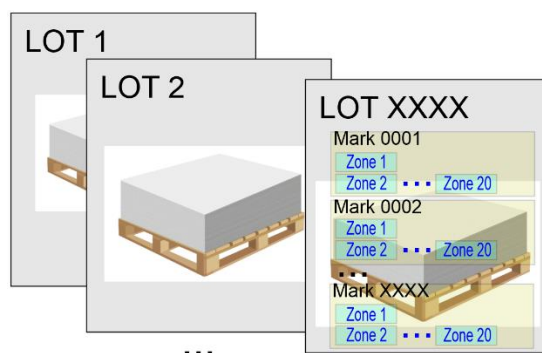 LOT 1
LOT 2
LOT XXXX
Mark 0001
Zone 1
Zone 2 ... Zone 20
Mark 0002
Zone 1
Zone 2 ... Zone 20
...
Mark XXXX
Zone 1
Zone 2 ... Zone 20
...